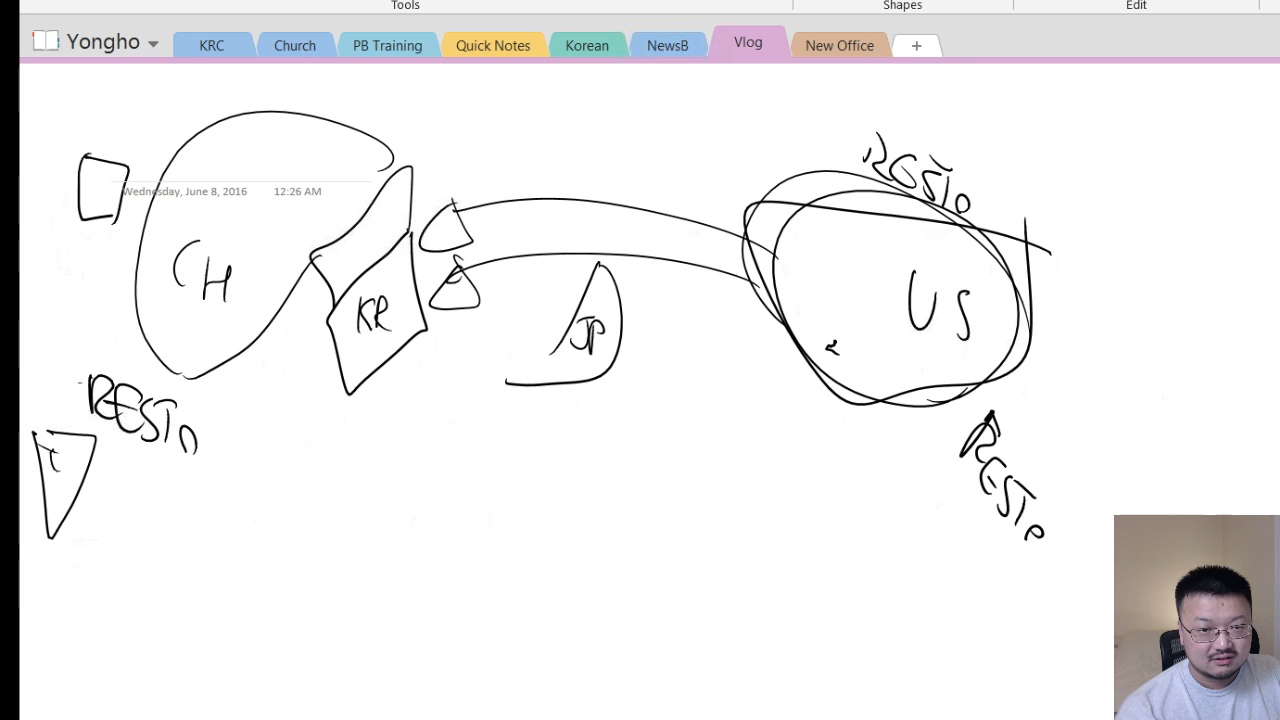 Tools
Shapes
Edit
Yongho
KRC
Church
PB Training
Quick Notes
Korean
NewsB
Vlog
New Office
+
Wednesday, June 8, 2016
12:26 AM
RESTO
CH
US
KR
JP
RESTO
RESTO